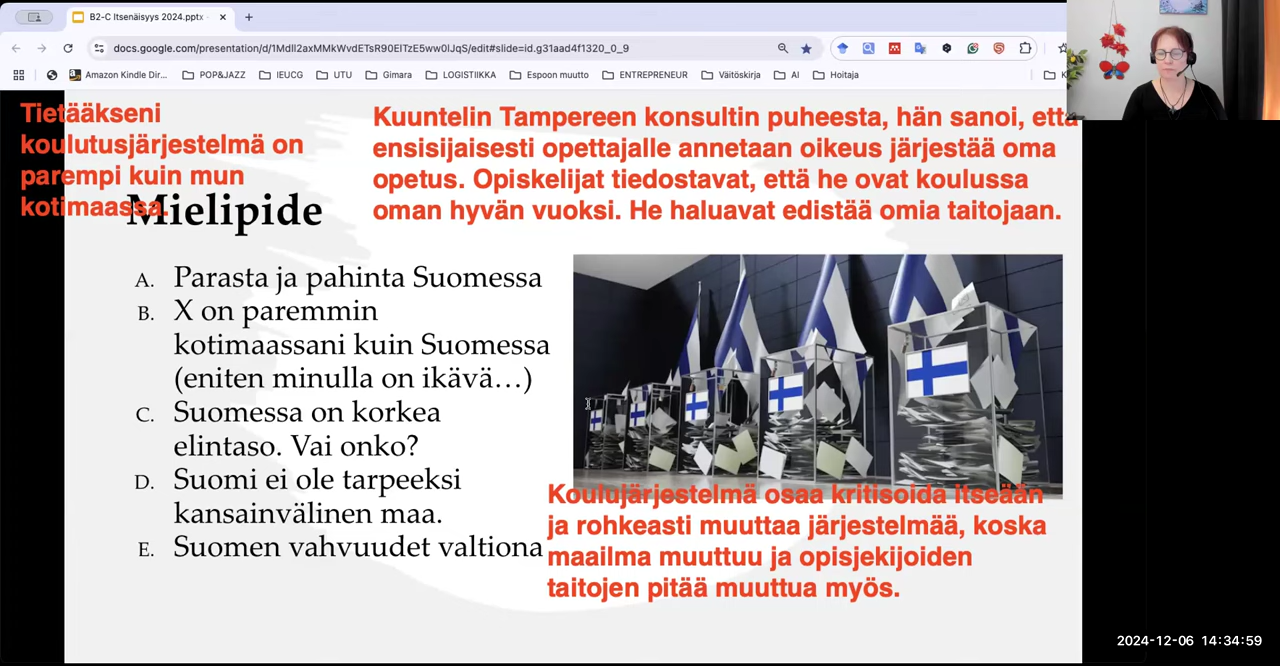 B2-C Itsenäisyys 2024.pptx
docs.google.com/presentation/d/1MdlI2axMMkWvdETsR90ElTzE5ww0lJqS/edit#slide=id.g31aad4f1320_0_9
Amazon Kindle Dir... POP&JAZZ IEUCG UTU Gimara LOGISTIIKKA Espoon muutto ENTREPRENEUR Väitöskirja AI Hoitaja
Tietääkseni
koulutusjärjestelmä on
parempi kuin mun
kotimaassa.
Kuuntelin Tampereen konsultin puheesta, hän sanoi, että
ensisijaisesti opettajalle annetaan oikeus järjestää oma
opetus. Opiskelijat tiedostavat, että he ovat koulussa
oman hyvän vuoksi. He haluavat edistää omia taitojaan.
Mielipide
A. Parasta ja pahinta Suomessa
B. X on paremmin
kotimaassani kuin Suomessa
(eniten minulla on ikävä…)
C. Suomessa on korkea
elintaso. Vai onko?
D. Suomi ei ole tarpeeksi
kansainvälinen maa.
E. Suomen vahvuudet valtiona
Koulujärjestelmä osaa kritisoida itseään
ja rohkeasti muuttaa järjestelmää, koska
maailma muuttuu ja opisjekijoiden
taitojen pitää muuttua myös.
2024-12-06 14:34:59